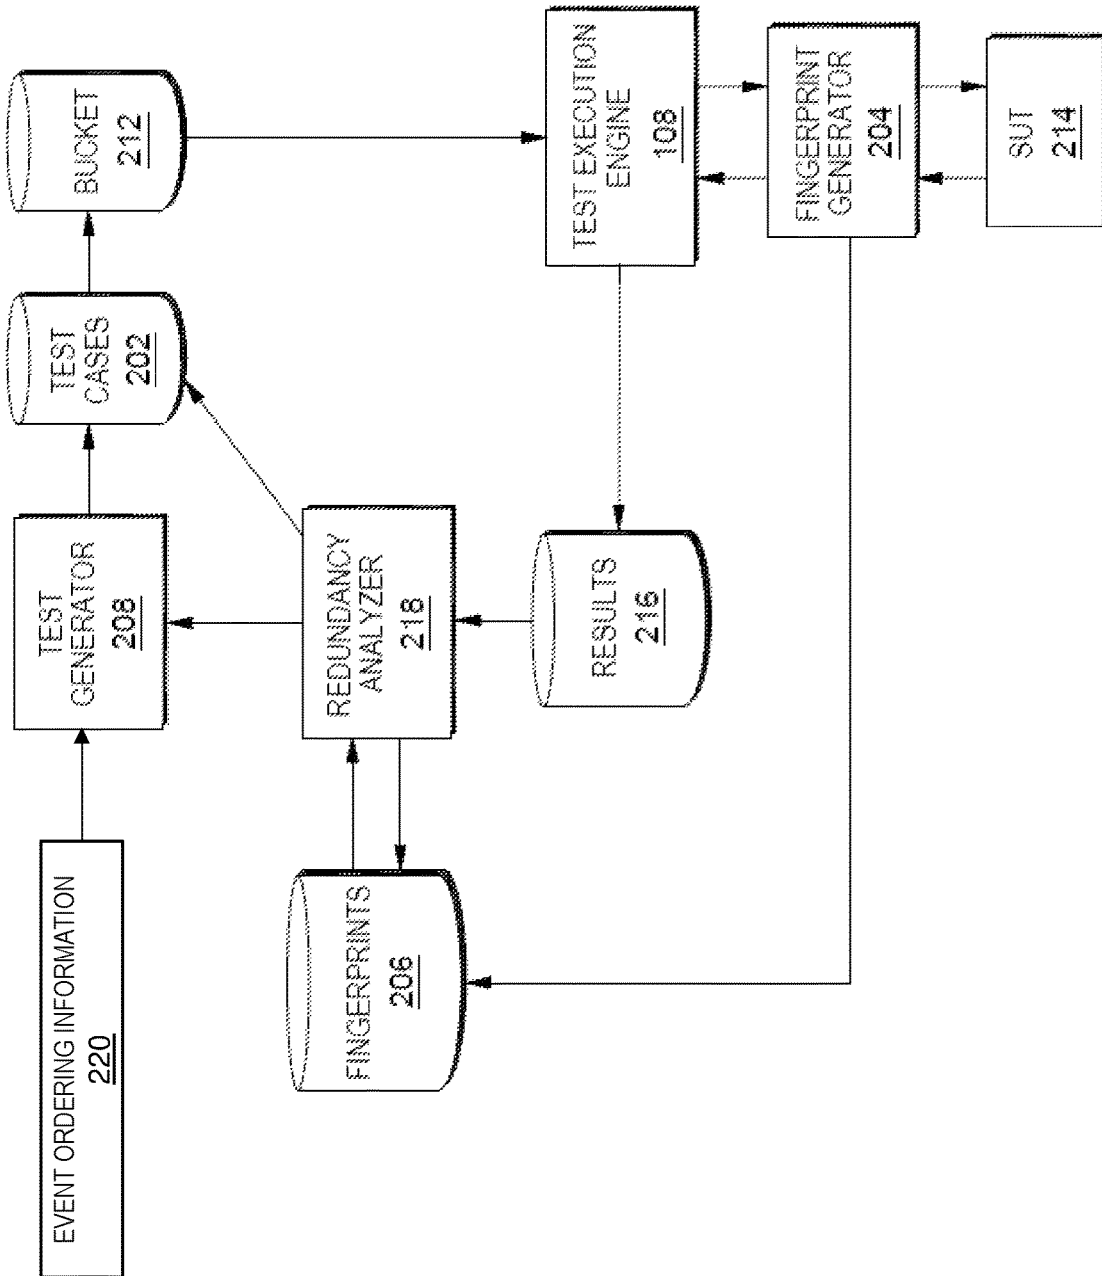 EVENT ORDERING INFORMATION
220
TEST
GENERATOR
208
TEST
CASES
202
BUCKET
212
FINGERPRINTS
206
REDUNDANCY
ANALYZER
218
RESULTS
216
TEST EXECUTION
ENGINE
108
FINGERPRINT
GENERATOR
204
SUT
214